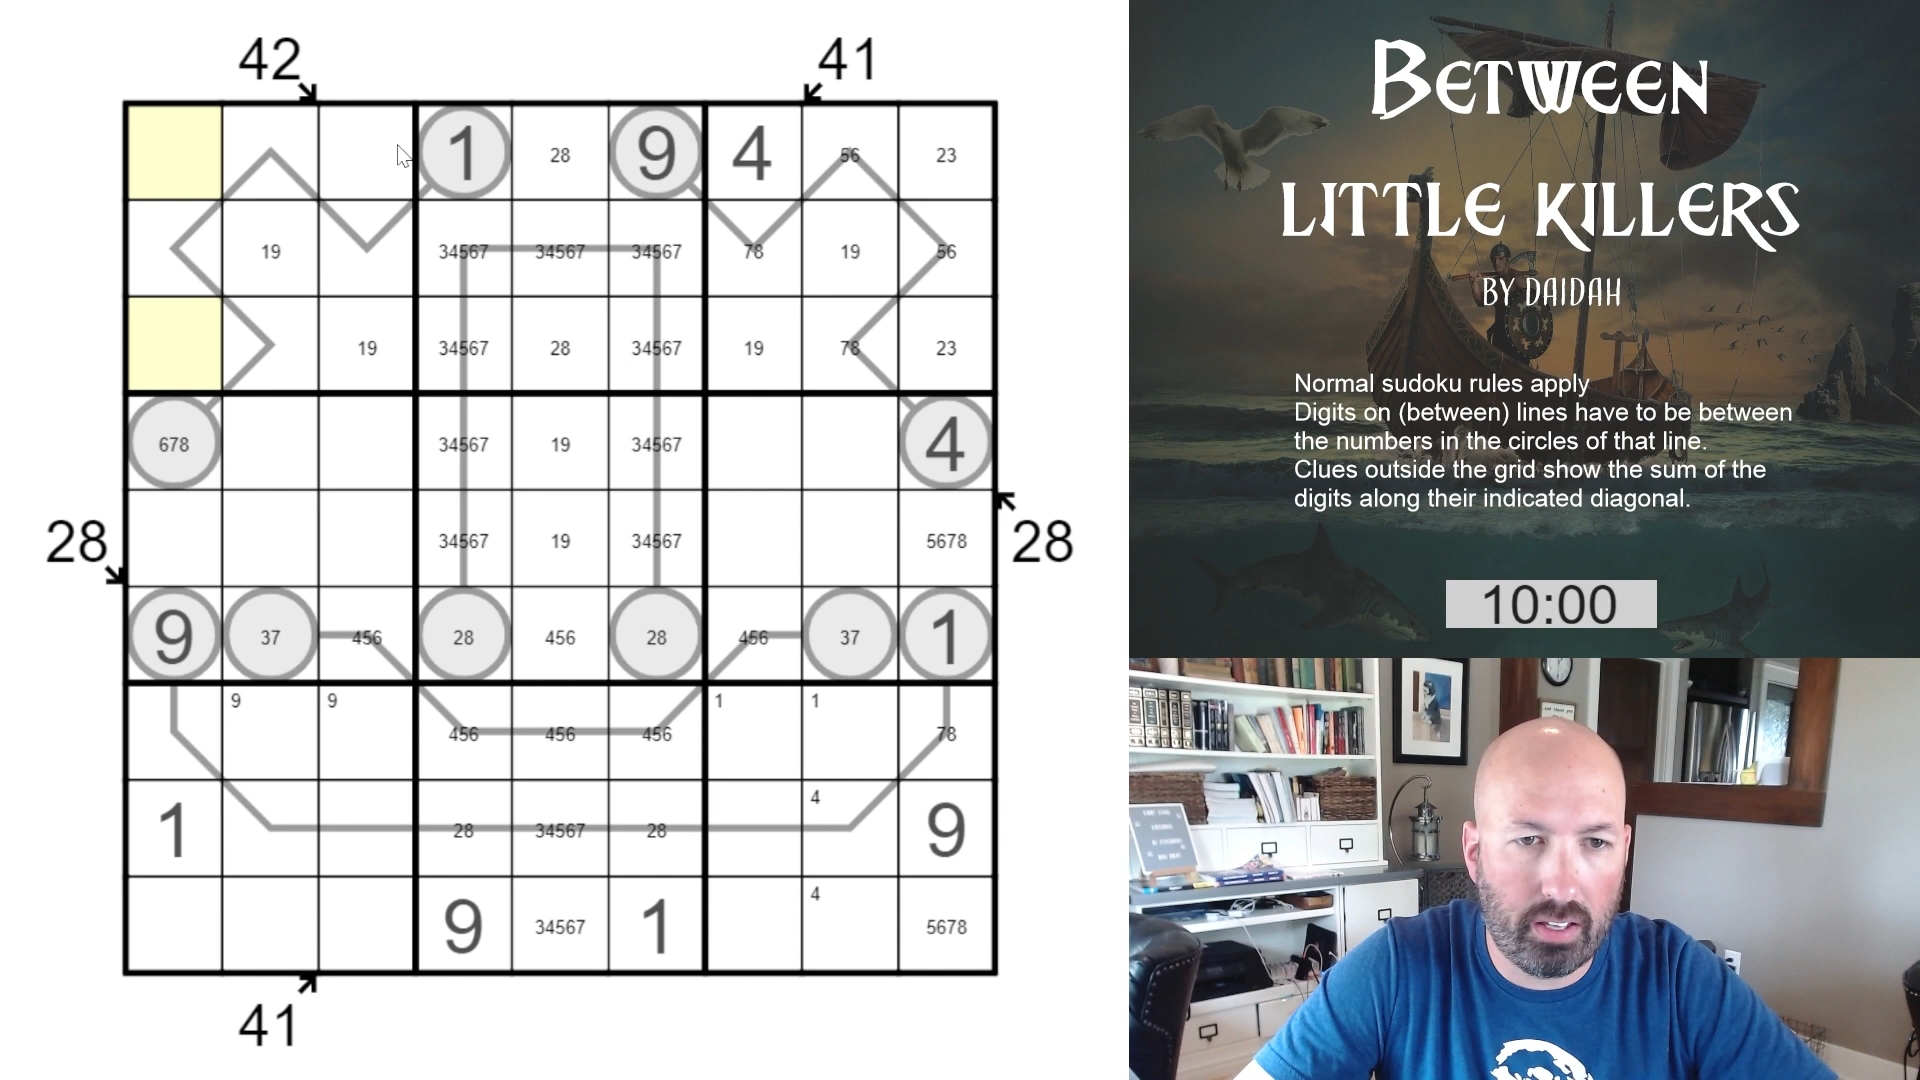 42 41
1 28 9 4 56 23
19 34567 34567 34567 78 19 56
19 34567 28 34567 19 78 23
678 34567 19 34567 4
34567 19 34567 5678
28 28
9 37 456 28 456 28 456 37 1
9 9 456 456 456 1 1 78
1 28 34567 28 4 9
9 34567 1 4 5678
41
BETWEEN
LITTLE KILLERS
BY DAIDAH
Normal sudoku rules apply
Digits on (between) lines have to be between
the numbers in the circles of that line.
Clues outside the grid show the sum of the
digits along their indicated diagonal.
10:00